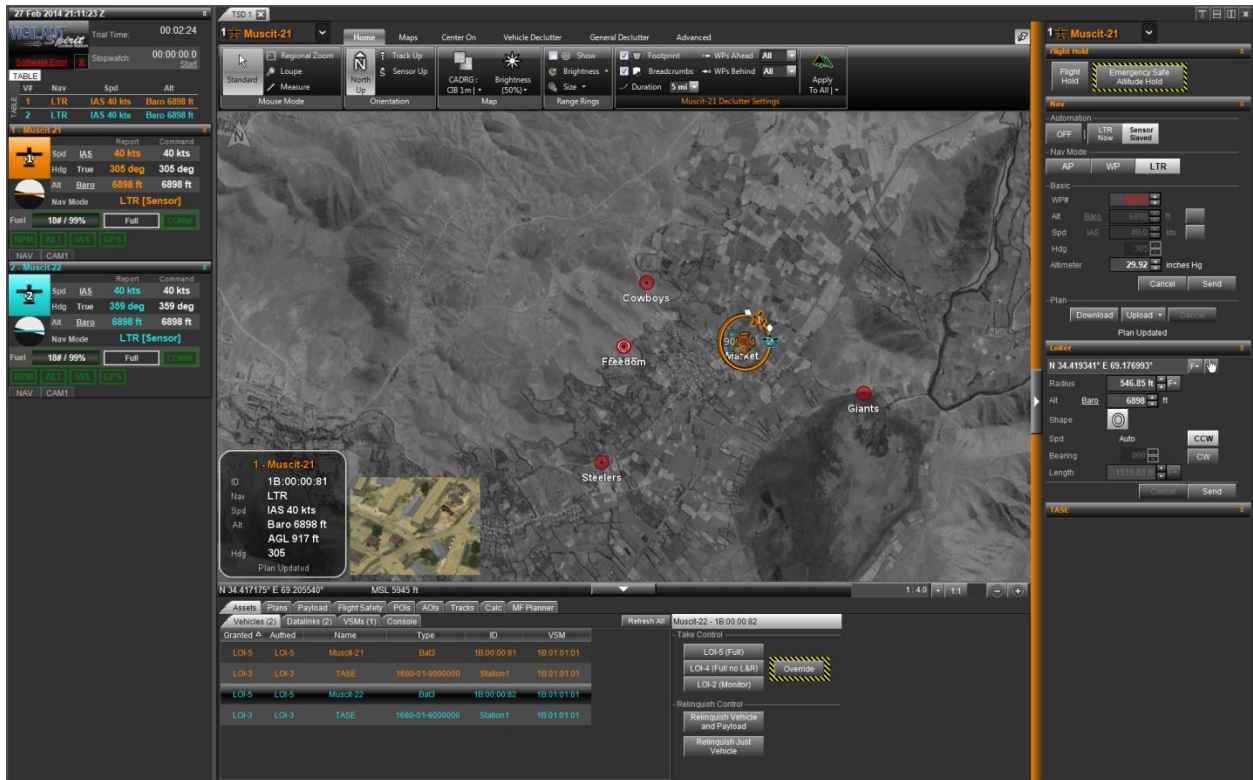 27 Feb 2014 21:11:23 Z
VIGILANT Spirit
Control Station
Trial Time: 00:02:24
Software Error X
Stopwatch: 00:00:00.0
Start
TABLE
TABLE
V# Nav Spd Alt
1 LTR IAS 40 kts Baro 6898 ft
2 LTR IAS 40 kts Baro 6898 ft
1 - Muscit-21
Report Command
1
Spd IAS 40 kts 40 kts
Hdg True 305 deg 305 deg
Alt Baro 6898 ft 6898 ft
Nav Mode LTR [Sensor]
Fuel 18# / 99% Full COMM
RPM ALT IAS GPS
NAV CAM1
2 - Muscit-22
Report Command
2
Spd IAS 40 kts 40 kts
Hdg True 359 deg 359 deg
Alt Baro 6898 ft 6898 ft
Nav Mode LTR [Sensor]
Fuel 18# / 99% Full COMM
RPM ALT IAS GPS
NAV CAM1
TSD 1 X
1 Muscit-21
Home Maps Center On Vehicle Declutter General Declutter Advanced
Standard
Regional Zoom
Loupe
Measure
Mouse Mode
N
North Up
Track Up
Sensor Up
Orientation
CADRG:
CIB 1m |
Brightness
(50%)
Map
Show
Brightness
Size
Range Rings
Footprint WPs Ahead All
Breadcrumbs WPs Behind All
Duration 5 mi
Apply
To All |
Muscit-21 Declutter Settings
Cowboys
Freedom
Market
Giants
Steelers
1 - Muscit-21
ID 1B:00:00:81
Nav LTR
Spd IAS 40 kts
Alt Baro 6898 ft
AGL 917 ft
Hdg 305
Plan Updated
N 34.417175° E 69.205540° MSL 5945 ft 1 : 4.0 1:1
Assets Plans Payload Flight Safety POIs AOIs Tracks Calc MF Planner
Vehicles (2) Datalinks (2) VSMs (1) Console Refresh All
Granted Authed Name Type ID VSM
LOI-5 LOI-5 Muscit-21 Bat3 1B:00:00:81 1B:01:01:01
LOI-3 LOI-3 TASE 1680-01-9000000 Station1 1B:01:01:01
LOI-5 LOI-5 Muscit-22 Bat3 1B:00:00:82 1B:01:01:01
LOI-3 LOI-3 TASE 1680-01-9000000 Station1 1B:01:01:01
Muscit-22 - 1B:00:00:82
Take Control
LOI-5 (Full)
LOI-4 (Full no L&R) Override
LOI-2 (Monitor)
Relinquish Control
Relinquish Vehicle
and Payload
Relinquish Just
Vehicle
1 Muscit-21
Flight Hold
Flight
Hold
Emergency Safe
Altitude Hold
Nav
Automation
OFF
LTR
Now
Sensor
Slaved
Nav Mode
AP WP LTR
Basic
WP#
Alt Baro 6898 ft
Spd IAS 40.0 kts
Hdg 305
Altimeter 29.92 inches Hg
Cancel Send
Plan
Download Upload Cancel
Plan Updated
Loiter
N 34.419341° E 69.176993° F
Radius 546.85 ft F
Alt Baro 6898 ft
Shape
Spd Auto CCW
Bearing 000 CW
Length ft
Cancel Send
TASE